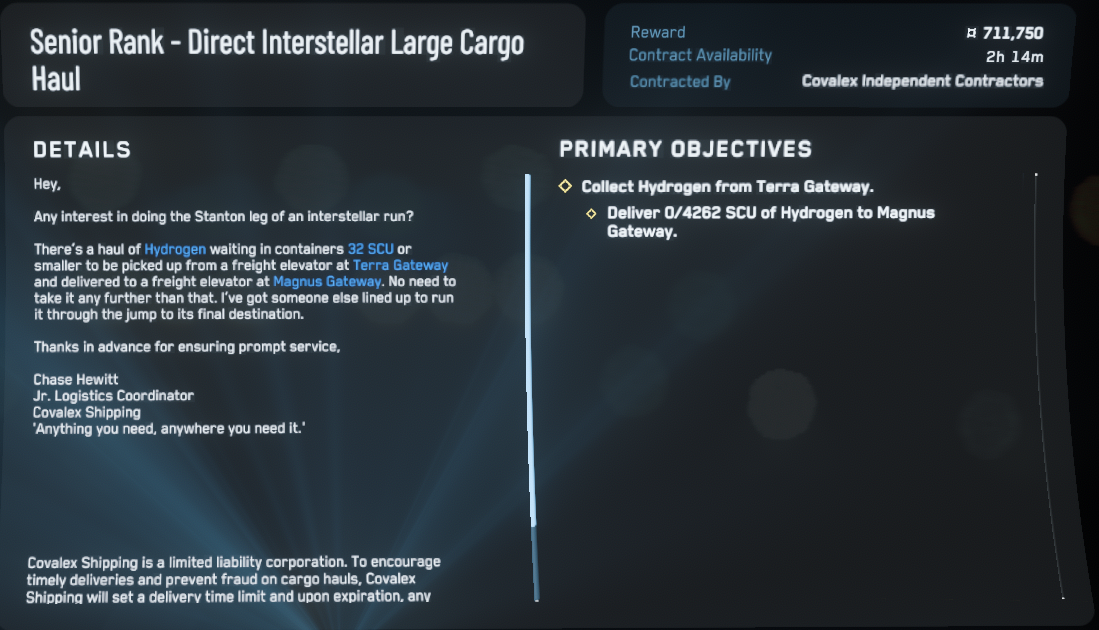 Senior Rank - Direct Interstellar Large Cargo
Haul
Reward ¤ 711,750
Contract Availability 2h 14m
Contracted By Covalex Independent Contractors
DETAILS
Hey,
Any interest in doing the Stanton leg of an interstellar run?
There's a haul of Hydrogen waiting in containers 32 SCU or
smaller to be picked up from a freight elevator at Terra Gateway
and delivered to a freight elevator at Magnus Gateway. No need to
take it any further than that. I've got someone else lined up to run
it through the jump to its final destination.
Thanks in advance for ensuring prompt service,
Chase Hewitt
Jr. Logistics Coordinator
Covalex Shipping
'Anything you need, anywhere you need it.'
Covalex Shipping is a limited liability corporation. To encourage
timely deliveries and prevent fraud on cargo hauls, Covalex
Shipping will set a delivery time limit and upon expiration, any
PRIMARY OBJECTIVES
Collect Hydrogen from Terra Gateway.
Deliver 0/4262 SCU of Hydrogen to Magnus
Gateway.